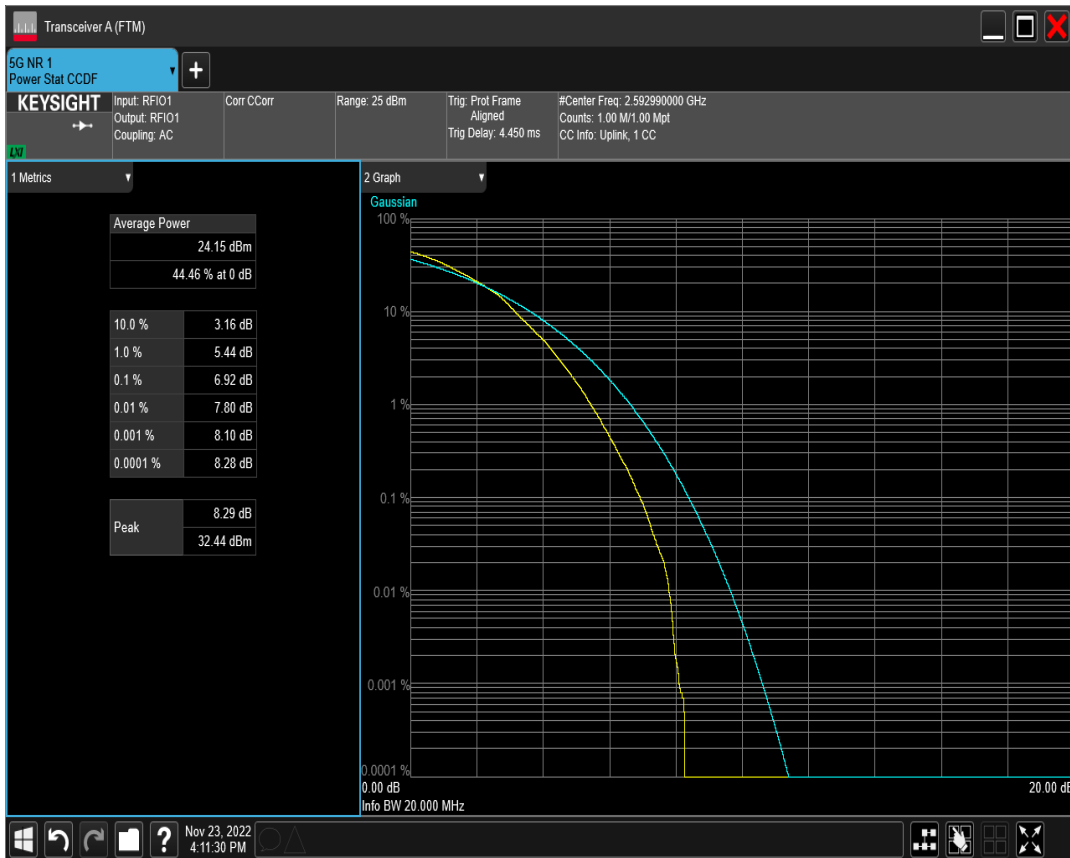 Transceiver A (FTM)
5G NR 1
Power Stat CCDF
+
KEYSIGHT
LXI
Input: RFIO1
Output: RFIO1
Coupling: AC
Corr CCorr
Range: 25 dBm
Trig: Prot Frame
Aligned
Trig Delay: 4.450 ms
#Center Freq: 2.592990000 GHz
Counts: 1.00 M/1.00 Mpt
CC Info: Uplink, 1 CC
1 Metrics
Average Power
24.15 dBm
44.46 % at 0 dB
10.0 % 3.16 dB
1.0 % 5.44 dB
0.1 % 6.92 dB
0.01 % 7.80 dB
0.001 % 8.10 dB
0.0001 % 8.28 dB
Peak
8.29 dB
32.44 dBm
2 Graph
Gaussian
100 %
10 %
1 %
0.1 %
0.01 %
0.001 %
0.0001 %
0.00 dB 20.00 dB
Info BW 20.000 MHz
?
Nov 23, 2022
4:11:30 PM